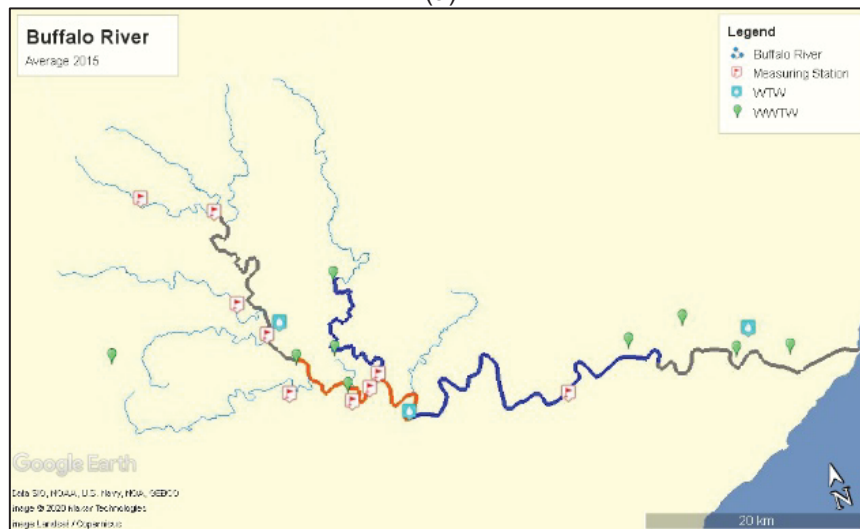 Buffalo River
Average 2015
Legend
Buffalo River
Measuring Station
WTW
WWTW
Google Earth
Data SIO, NOAA, U.S. Navy, NGA, GEBCO
Image © 2020 Maxar Technologies
Image Landsat / Copernicus
N
20 km